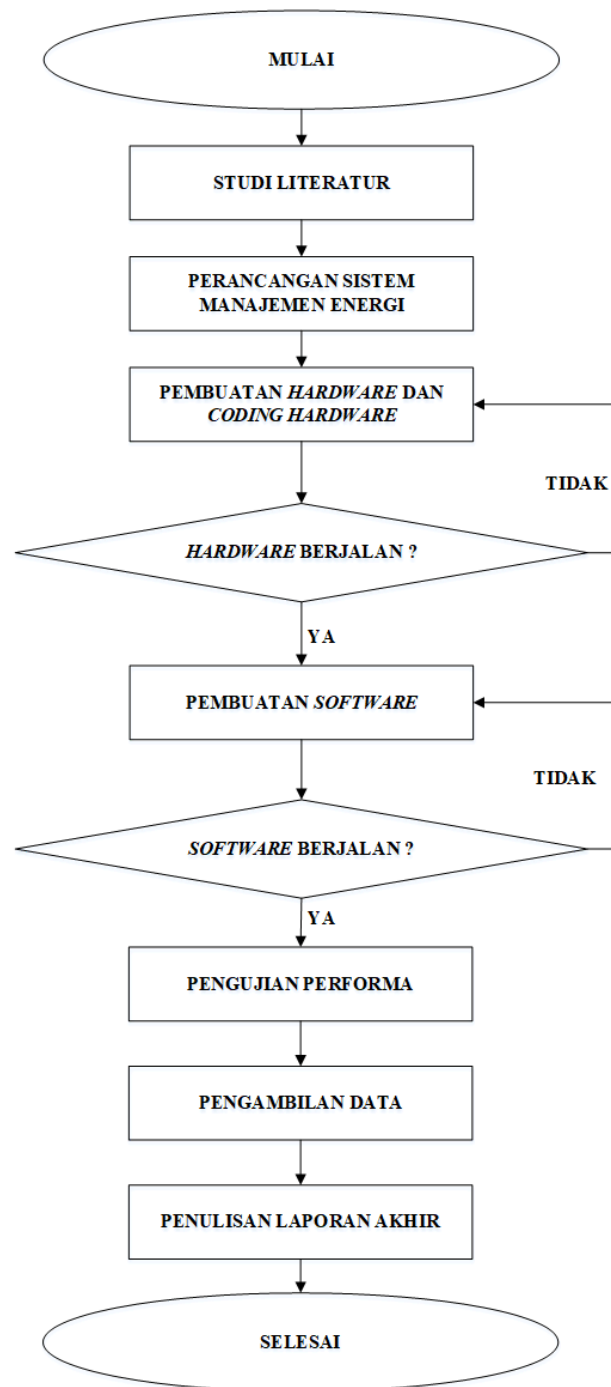 MULAI
STUDI LITERATUR
PERANCANGAN SISTEM
MANAJEMEN ENERGI
PEMBUATAN HARDWARE DAN
CODING HARDWARE
TIDAK
HARDWARE BERJALAN ?
YA
PEMBUATAN SOFTWARE
TIDAK
SOFTWARE BERJALAN ?
YA
PENGUJIAN PERFORMA
PENGAMBILAN DATA
PENULISAN LAPORAN AKHIR
SELESAI